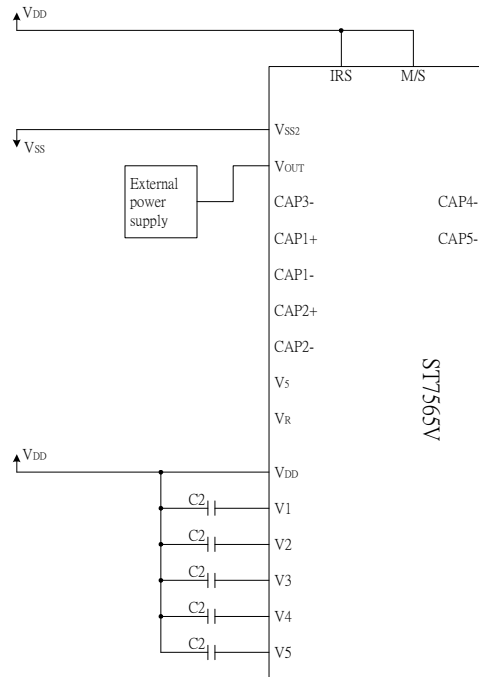 VDD
IRS M/S
VSS2
VSS
VOUT
External
power
supply
CAP3- CAP4-
CAP1+ CAP5-
CAP1-
CAP2+
CAP2-
V5
VR
ST7565V
VDD
VDD
C2 V1
C2 V2
C2 V3
C2 V4
C2 V5